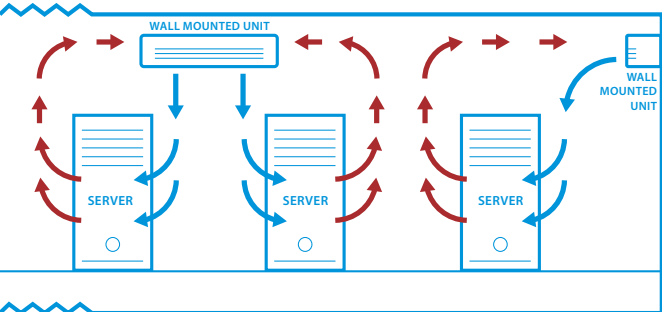 WALL MOUNTED UNIT
WALL
MOUNTED
UNIT
SERVER
SERVER
SERVER